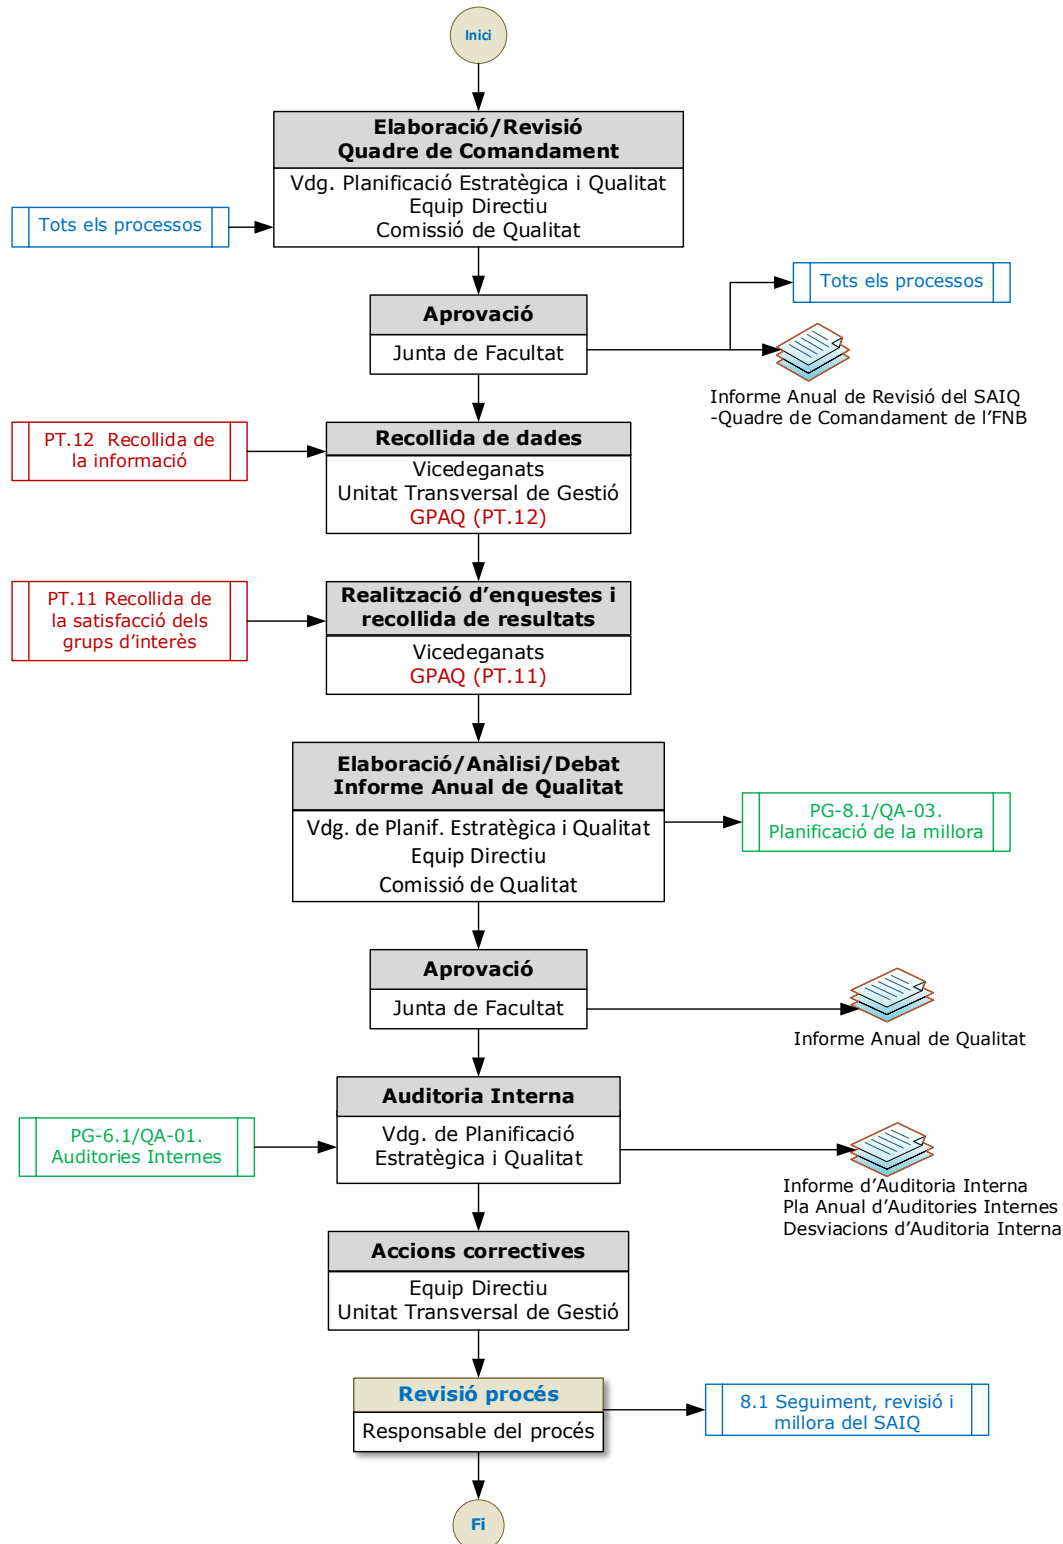 Inici
Elaboració/Revisió
Quadre de Comandament
Vdg. Planificació Estratègica i Qualitat
Equip Directiu
Comissió de Qualitat
Tots els processos
Aprovació
Junta de Facultat
Tots els processos
Informe Anual de Revisió del SAIQ
-Quadre de Comandament de l’FNB
PT.12  Recollida de
la informació
Recollida de dades
Vicedeganats
Unitat Transversal de Gestió
GPAQ (PT.12)
PT.11 Recollida de
la satisfacció dels
grups d’interès
Realització d’enquestes i
recollida de resultats
Vicedeganats
GPAQ (PT.11)
Elaboració/Anàlisi/Debat
Informe Anual de Qualitat
Vdg. de Planif. Estratègica i Qualitat
Equip Directiu
Comissió de Qualitat
PG-8.1/QA-03.
Planificació de la millora
Aprovació
Junta de Facultat
Informe Anual de Qualitat
PG-6.1/QA-01.
Auditories Internes
Auditoria Interna
Vdg. de Planificació
Estratègica i Qualitat
Informe d’Auditoria Interna
Pla Anual d’Auditories Internes
Desviacions d’Auditoria Interna
Accions correctives
Equip Directiu
Unitat Transversal de Gestió
Revisió procés
Responsable del procés
8.1 Seguiment, revisió i
millora del SAIQ
Fi